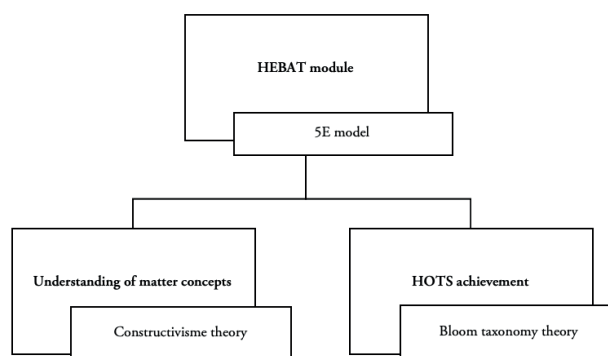 HEBAT module
5E model
Understanding of matter concepts
HOTS achievement
Constructivisme theory
Bloom taxonomy theory